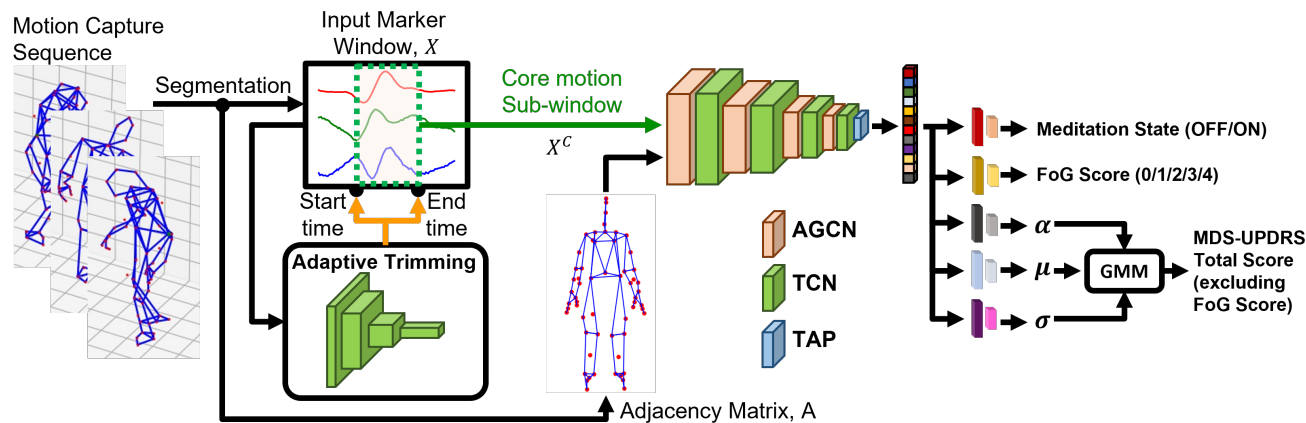 Motion Capture
Sequence
Segmentation
Input Marker
Window, X
Core motion
Sub-window
X^C
Start
time
End
time
Adaptive Trimming
Adjacency Matrix, A
AGCN
TCN
TAP
Meditation State (OFF/ON)
FoG Score (0/1/2/3/4)
α
μ
σ
GMM
MDS-UPDRS
Total Score
(excluding
FoG Score)